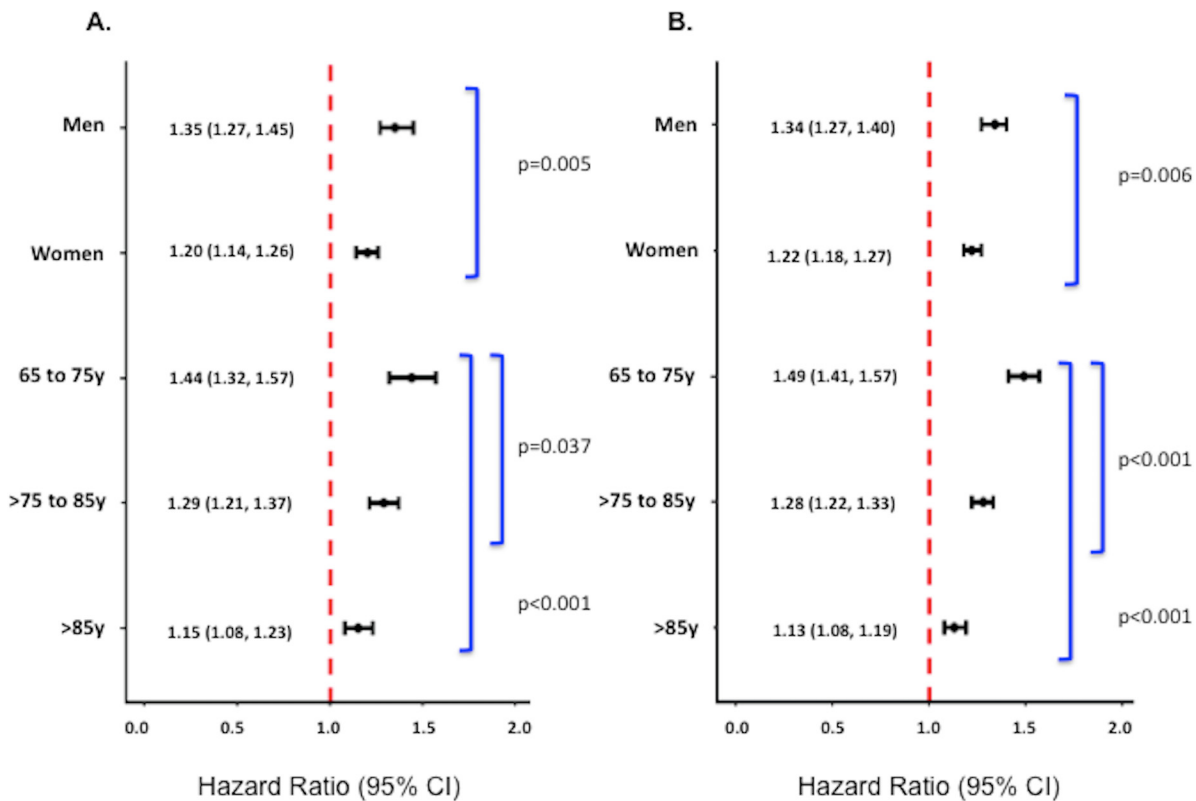 A.
Men 1.35 (1.27, 1.45)
p=0.005
Women 1.20 (1.14, 1.26)
65 to 75y 1.44 (1.32, 1.57)
p=0.037
>75 to 85y 1.29 (1.21, 1.37)
p<0.001
>85y 1.15 (1.08, 1.23)
0.0 0.5 1.0 1.5 2.0
Hazard Ratio (95% CI)
B.
Men 1.34 (1.27, 1.40)
p=0.006
Women 1.22 (1.18, 1.27)
65 to 75y 1.49 (1.41, 1.57)
p<0.001
>75 to 85y 1.28 (1.22, 1.33)
p<0.001
>85y 1.13 (1.08, 1.19)
0.0 0.5 1.0 1.5 2.0
Hazard Ratio (95% CI)